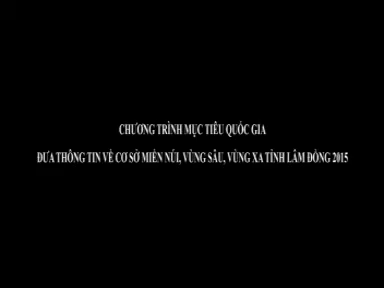 CHƯƠNG TRÌNH MỤC TIÊU QUỐC GIA
ĐƯA THÔNG TIN VỀ CƠ SỞ MIỀN NÚI, VÙNG SÂU, VÙNG XA TỈNH LÂM ĐỒNG 2015